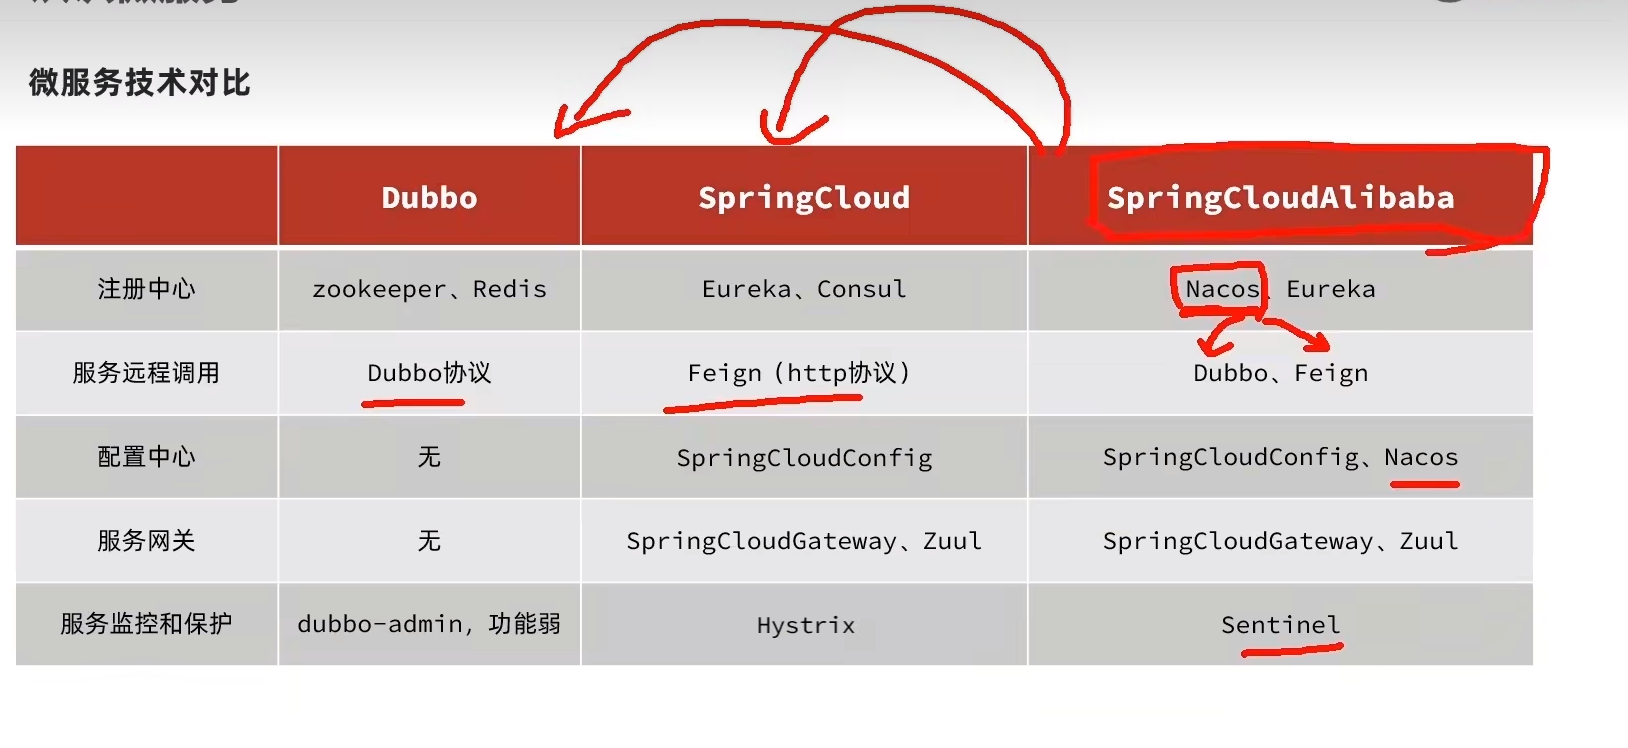 微服务技术对比
Dubbo SpringCloud SpringCloudAlibaba
注册中心 zookeeper、Redis Eureka、Consul Nacos、Eureka
服务远程调用 Dubbo协议 Feign（http协议） Dubbo、Feign
配置中心 无 SpringCloudConfig SpringCloudConfig、Nacos
服务网关 无 SpringCloudGateway、Zuul SpringCloudGateway、Zuul
服务监控和保护 dubbo-admin，功能弱 Hystrix Sentinel